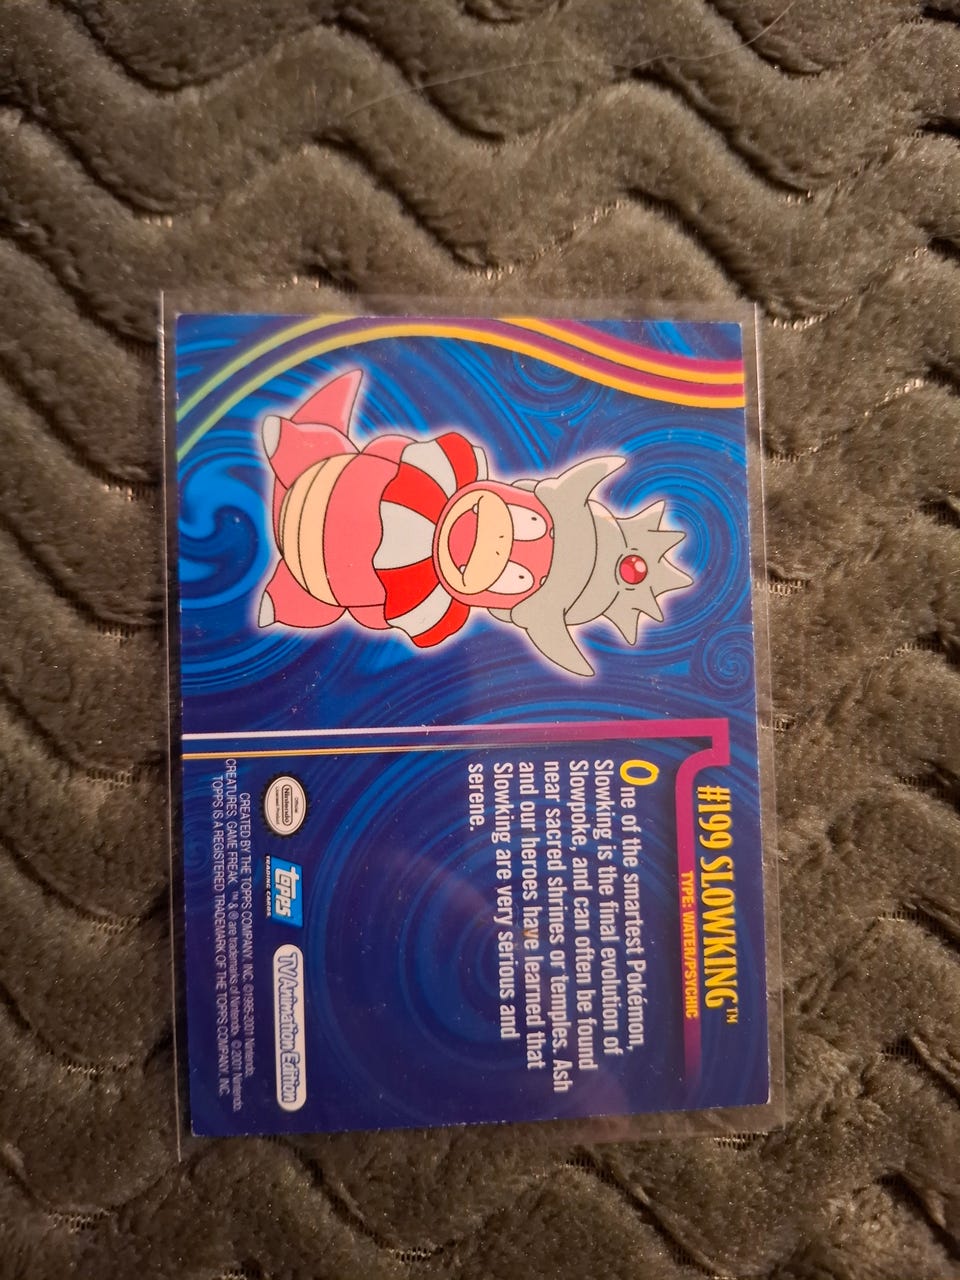 #199 SLOWKING™
TYPE: WATER/PSYCHIC
One of the smartest Pokémon,
Slowking is the final evolution of
Slowpoke, and can often be found
near sacred shrines or temples. Ash
and our heroes have learned that
Slowking are very serious and
serene.
Nintendo
topps
TRADING CARDS
TV Animation Edition
CREATED BY THE TOPPS COMPANY, INC. ©1995-2001 Nintendo,
CREATURES, GAME FREAK. ™ & ® are trademarks of Nintendo. © 2001 Nintendo.
TOPPS IS A REGISTERED TRADEMARK OF THE TOPPS COMPANY, INC.